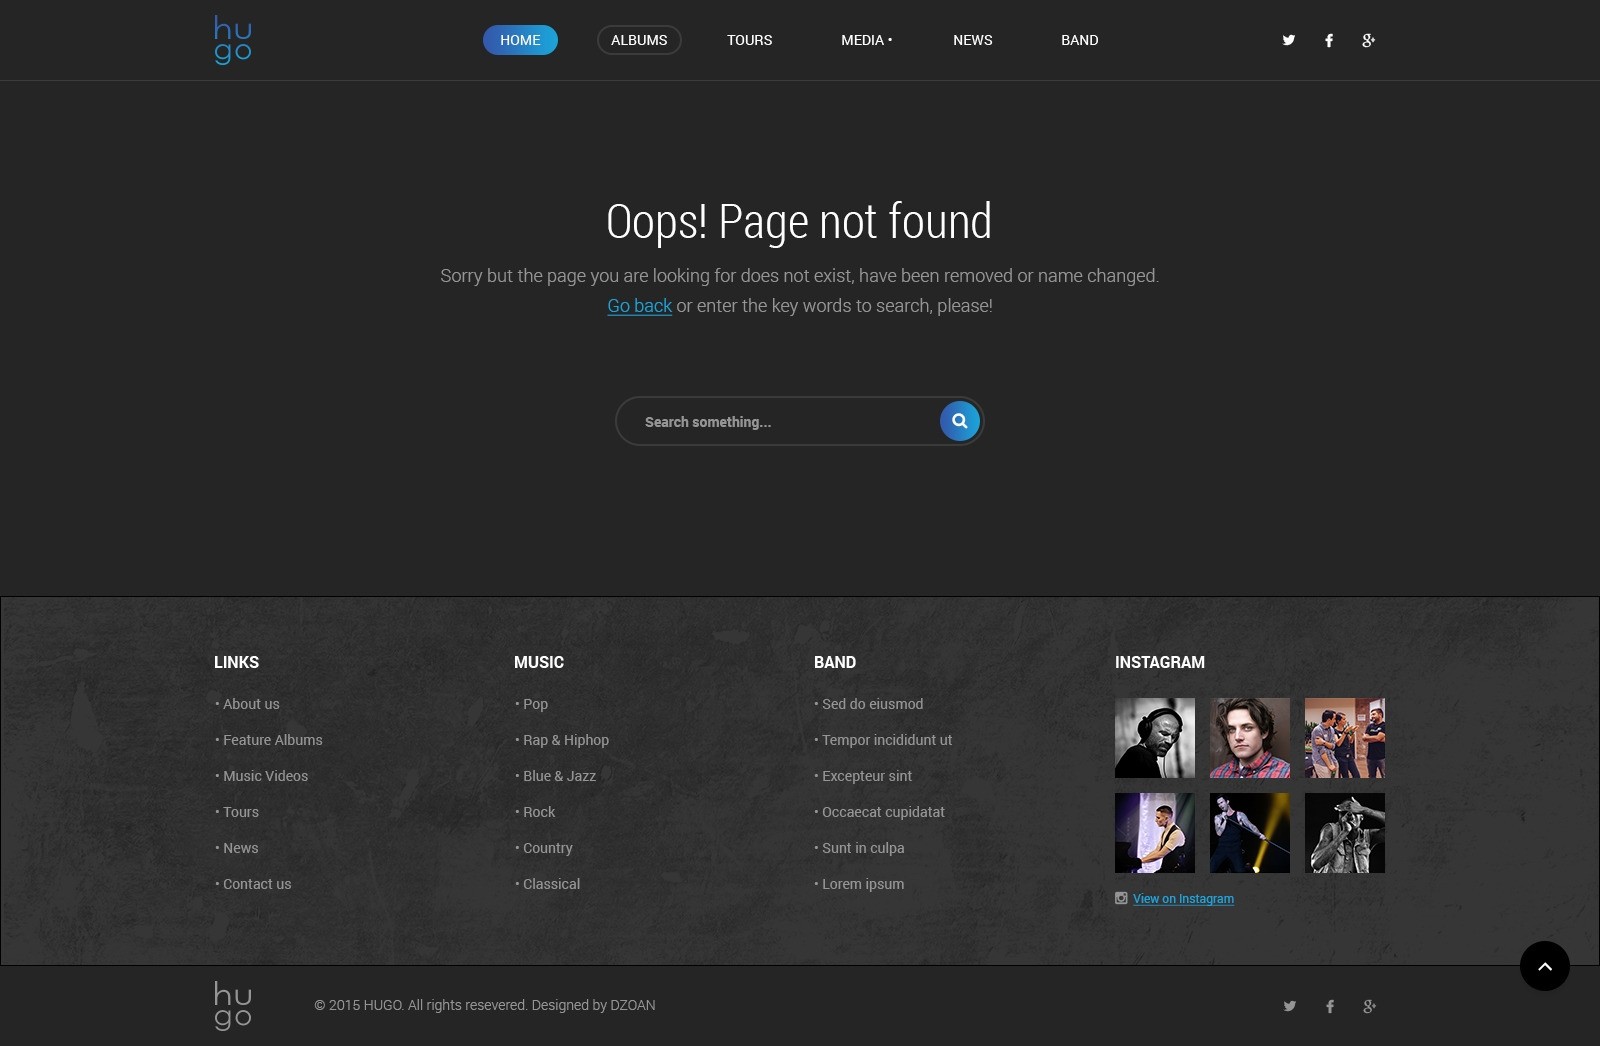 hu
go
HOME ALBUMS TOURS MEDIA • NEWS BAND
Oops! Page not found
Sorry but the page you are looking for does not exist, have been removed or name changed.
Go back or enter the key words to search, please!
Search something...
LINKS
• About us
• Feature Albums
• Music Videos
• Tours
• News
• Contact us
MUSIC
• Pop
• Rap & Hiphop
• Blue & Jazz
• Rock
• Country
• Classical
BAND
• Sed do eiusmod
• Tempor incididunt ut
• Excepteur sint
• Occaecat cupidatat
• Sunt in culpa
• Lorem ipsum
INSTAGRAM
View on Instagram
hu
go
© 2015 HUGO. All rights resevered. Designed by DZOAN